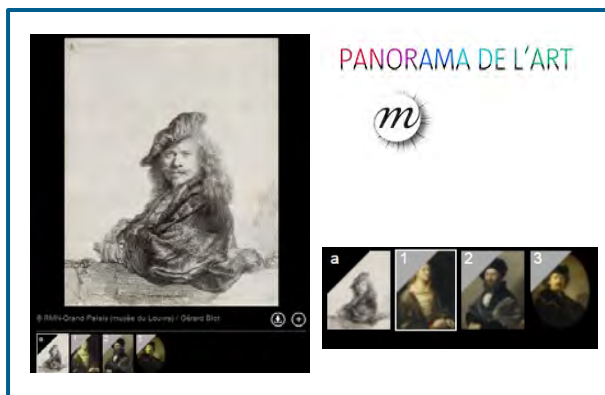 PANORAMA DE L'ART
m
© RMN-Grand Palais (musée du Louvre) / Gérard Blot
a
1
2
3